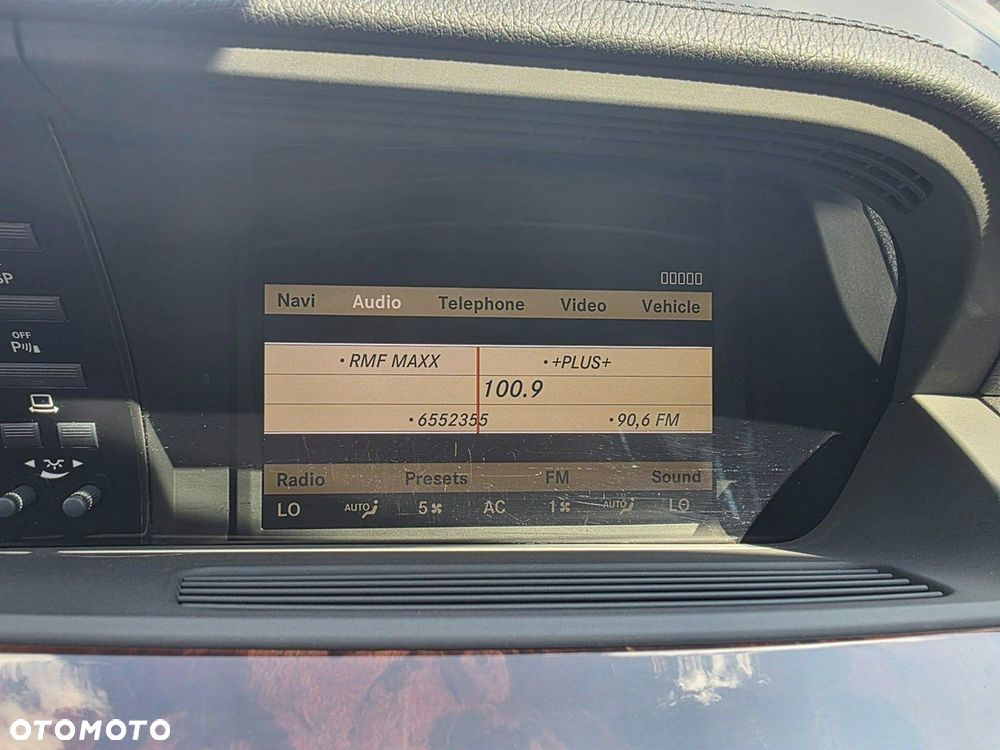 SP
OFF
P
Navi Audio Telephone Video Vehicle
• RMF MAXX • +PLUS+
100.9
• 6552355 • 90,6 FM
Radio Presets FM Sound
LO AUTO 5 AC 1 AUTO LO
OTOMOTO